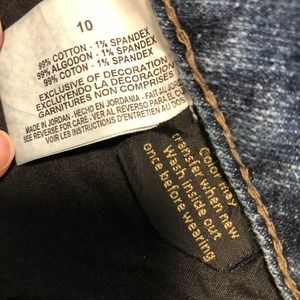 10
99% COTTON - 1% SPANDEX
99% ALGODON - 1% SPANDEX
99% COTON - 1% SPANDEX
EXCLUSIVE OF DECORATION
EXCLUYENDO LA DECORACION
GARNITURES NON COMPRISES
MADE IN JORDAN - HECHO EN JORDANIA - FAIT AU JORD
SEE REVERSE FOR CARE - VER AL REVERSO PARA EL CUID
VOIR LES INSTRUCTIONS D'ENTRETIEN AU DOS
Color may
transfer when new
Wash inside out
once before wearing